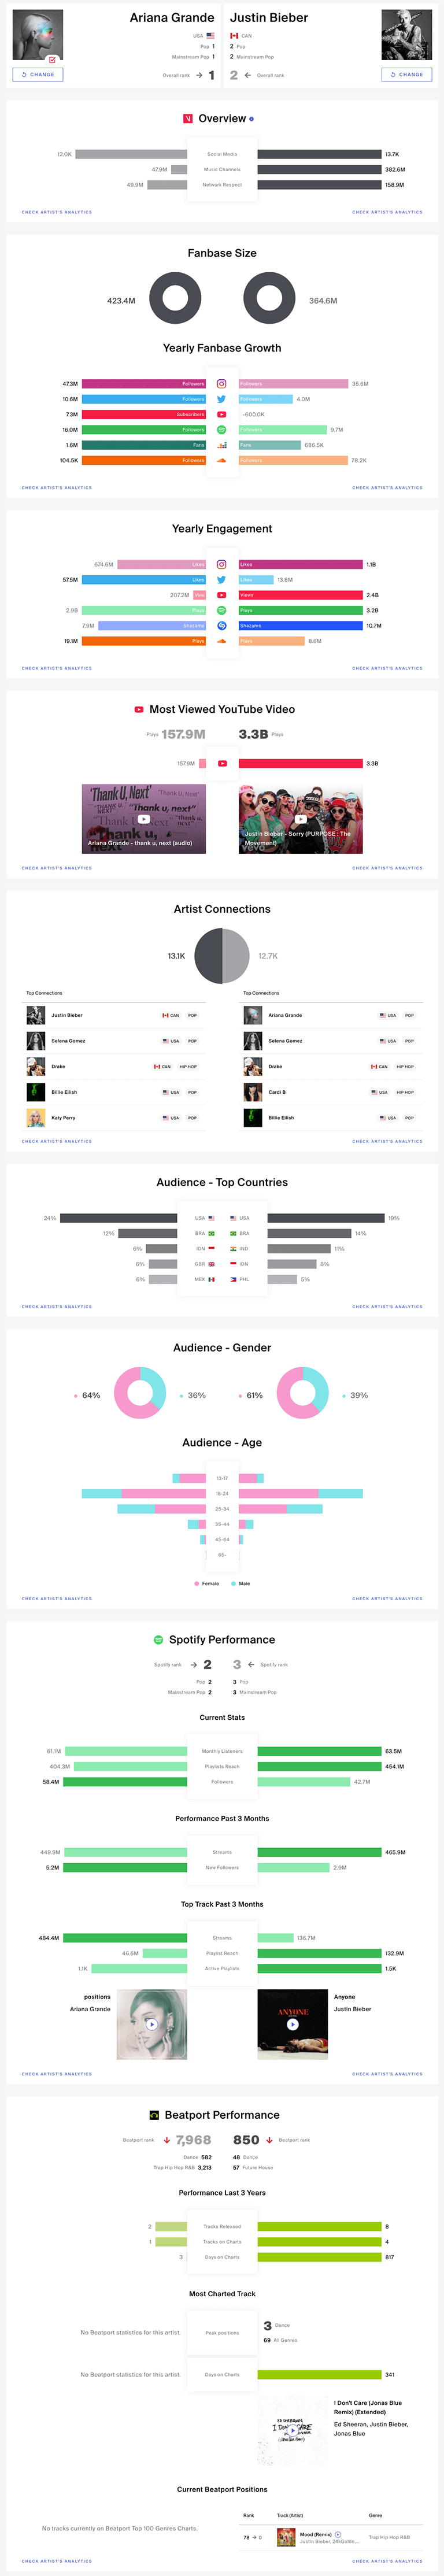 Ariana Grande
Justin Bieber
USA
CAN
Pop 1
2 Pop
Mainstream Pop 1
2 Mainstream Pop
CHANGE
Overall rank → 1
2 ← Overall rank
CHANGE
Overview
12.0K Social Media 13.7K
47.9M Music Channels 382.6M
49.9M Network Respect 158.9M
CHECK ARTIST'S ANALYTICS
CHECK ARTIST'S ANALYTICS
Fanbase Size
423.4M
364.6M
Yearly Fanbase Growth
47.3M Followers Followers 35.6M
10.6M Followers Followers 4.0M
7.3M Subscribers -600.0K
16.0M Followers Followers 9.7M
1.6M Fans Fans 686.5K
104.5K Followers Followers 78.2K
CHECK ARTIST'S ANALYTICS
CHECK ARTIST'S ANALYTICS
Yearly Engagement
674.6M Likes Likes 1.1B
57.5M Likes Likes 13.8M
207.2M Views 2.4B
2.9B Plays Plays 3.2B
7.9M Shazams Shazams 10.7M
19.1M Plays Plays 8.6M
CHECK ARTIST'S ANALYTICS
CHECK ARTIST'S ANALYTICS
Most Viewed YouTube Video
Plays 157.9M
3.3B Plays
157.9M
3.3B
Ariana Grande - thank u, next (audio)
Justin Bieber - Sorry (PURPOSE : The
Movement)
CHECK ARTIST'S ANALYTICS
CHECK ARTIST'S ANALYTICS
Artist Connections
13.1K
12.7K
Top Connections
Top Connections
Justin Bieber CAN POP
Ariana Grande USA POP
Selena Gomez USA POP
Selena Gomez USA POP
Drake CAN HIP HOP
Drake CAN HIP HOP
Billie Eilish USA POP
Cardi B USA HIP HOP
Katy Perry USA POP
Billie Eilish USA POP
CHECK ARTIST'S ANALYTICS
CHECK ARTIST'S ANALYTICS
Audience - Top Countries
24% USA USA 19%
12% BRA BRA 14%
6% IDN IND 11%
6% GBR IDN 8%
6% MEX PHL 5%
CHECK ARTIST'S ANALYTICS
CHECK ARTIST'S ANALYTICS
Audience - Gender
64% 36%
61% 39%
Audience - Age
13-17
18-24
25-34
35-44
45-64
65-
Female Male
CHECK ARTIST'S ANALYTICS
CHECK ARTIST'S ANALYTICS
Spotify Performance
Spotify rank → 2
3 ← Spotify rank
Pop 2
3 Pop
Mainstream Pop 2
3 Mainstream Pop
Current Stats
61.1M Monthly Listeners 63.5M
404.3M Playlists Reach 454.1M
58.4M Followers 42.7M
Performance Past 3 Months
449.9M Streams 465.9M
5.2M New Followers 2.9M
Top Track Past 3 Months
484.4M Streams 136.7M
46.6M Playlist Reach 132.9M
1.1K Active Playlists 1.5K
positions
Ariana Grande
ANYONE
Anyone
Justin Bieber
CHECK ARTIST'S ANALYTICS
CHECK ARTIST'S ANALYTICS
Beatport Performance
Beatport rank ↓ 7,968
850 ↓ Beatport rank
Dance 582
48 Dance
Trap Hip Hop R&B 3,213
57 Future House
Performance Last 3 Years
2 Tracks Released 8
1 Tracks on Charts 4
3 Days on Charts 817
Most Charted Track
No Beatport statistics for this artist.
Peak positions
3 Dance
69 All Genres
No Beatport statistics for this artist.
Days on Charts
341
I Don't Care (Jonas Blue
Remix) (Extended)
Ed Sheeran, Justin Bieber,
Jonas Blue
Current Beatport Positions
Rank Track (Artist) Genre
No tracks currently on Beatport Top 100 Genres Charts.
78 → 0 Mood (Remix) Trap Hip Hop R&B
Justin Bieber, 24kGoldn,...
CHECK ARTIST'S ANALYTICS
CHECK ARTIST'S ANALYTICS